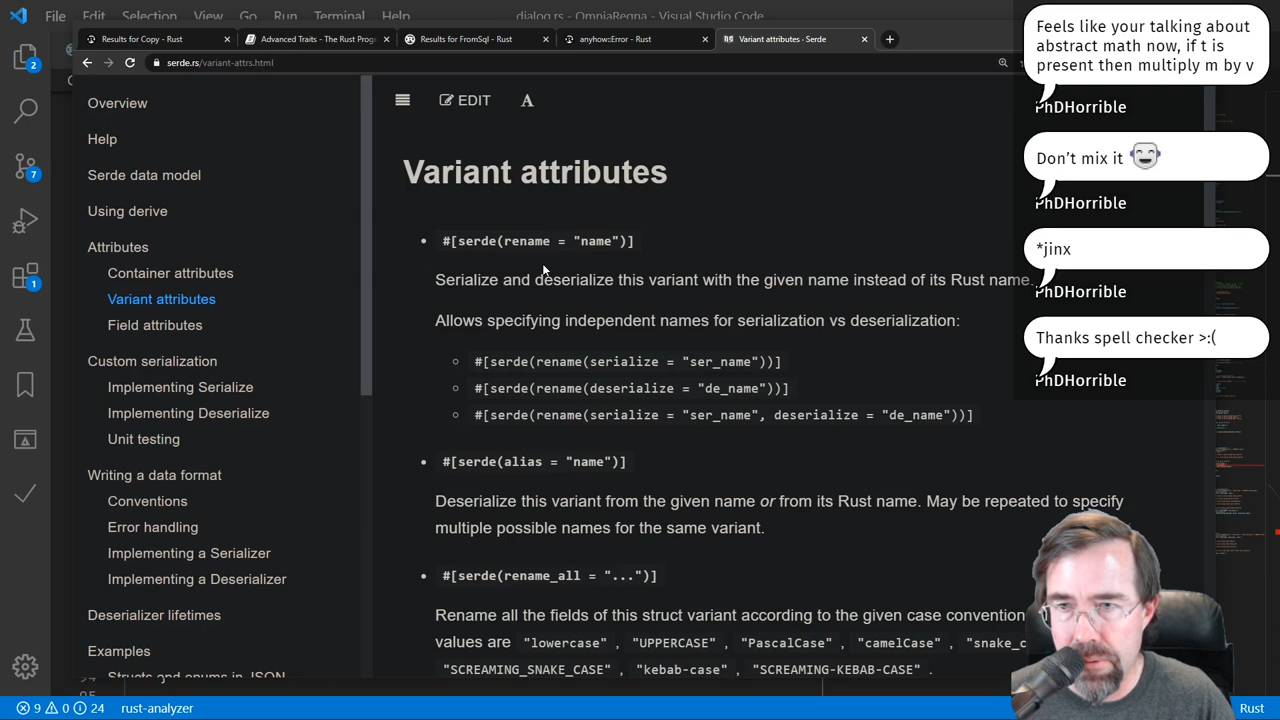 File Edit Selection View Go Run Terminal Help
dialog.rs - OmniaRegna - Visual Studio Code
Results for Copy - Rust
Advanced Traits - The Rust Prog
Results for FromSql - Rust
anyhow::Error - Rust
Variant attributes · Serde
serde.rs/variant-attrs.html
2
7
1
Overview
Help
Serde data model
Using derive
Attributes
Container attributes
Variant attributes
Field attributes
Custom serialization
Implementing Serialize
Implementing Deserialize
Unit testing
Writing a data format
Conventions
Error handling
Implementing a Serializer
Implementing a Deserializer
Deserializer lifetimes
Examples
Structs and enums in JSON
EDIT
Variant attributes
#[serde(rename = "name")]
Serialize and deserialize this variant with the given name instead of its Rust name.
Allows specifying independent names for serialization vs deserialization:
#[serde(rename(serialize = "ser_name"))]
#[serde(rename(deserialize = "de_name"))]
#[serde(rename(serialize = "ser_name", deserialize = "de_name"))]
#[serde(alias = "name")]
Deserialize this variant from the given name or from its Rust name. May be repeated to specify
multiple possible names for the same variant.
#[serde(rename_all = "...")]
Rename all the fields of this struct variant according to the given case convention
values are "lowercase", "UPPERCASE", "PascalCase", "camelCase", "snake_c
"SCREAMING_SNAKE_CASE", "kebab-case", "SCREAMING-KEBAB-CASE".
Feels like your talking about
abstract math now, if t is
present then multiply m by v
PhDHorrible
Don't mix it
PhDHorrible
*jinx
PhDHorrible
Thanks spell checker >:(
PhDHorrible
95
9 0 24 rust-analyzer
Rust